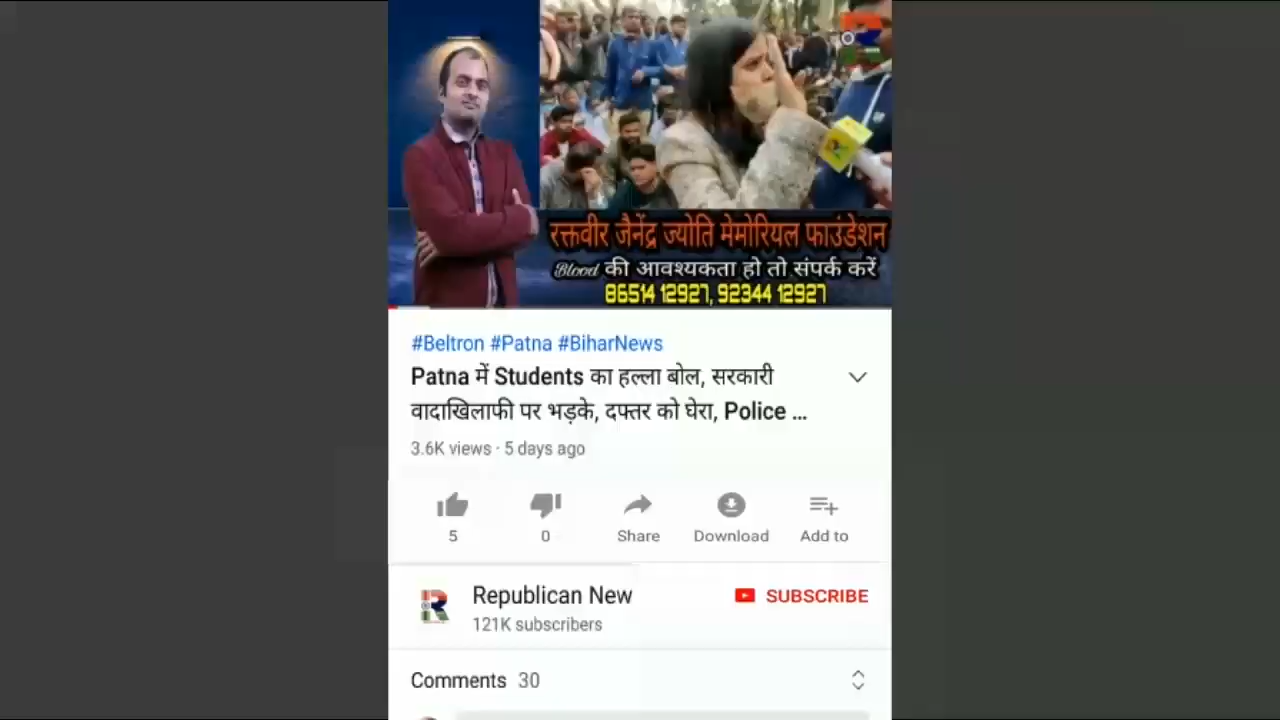 रक्तवीर जैनेंद्र ज्योति मेमोरियल फाउंडेशन
Blood की आवश्यकता हो तो संपर्क करें
86514 12927, 92344 12927
#Beltron #Patna #BiharNews
Patna में Students का हल्ला बोल, सरकारी
वादाखिलाफी पर भड़के, दफ्तर को घेरा, Police ...
3.6K views · 5 days ago
5
0
Share
Download
Add to
Republican New
SUBSCRIBE
121K subscribers
Comments 30